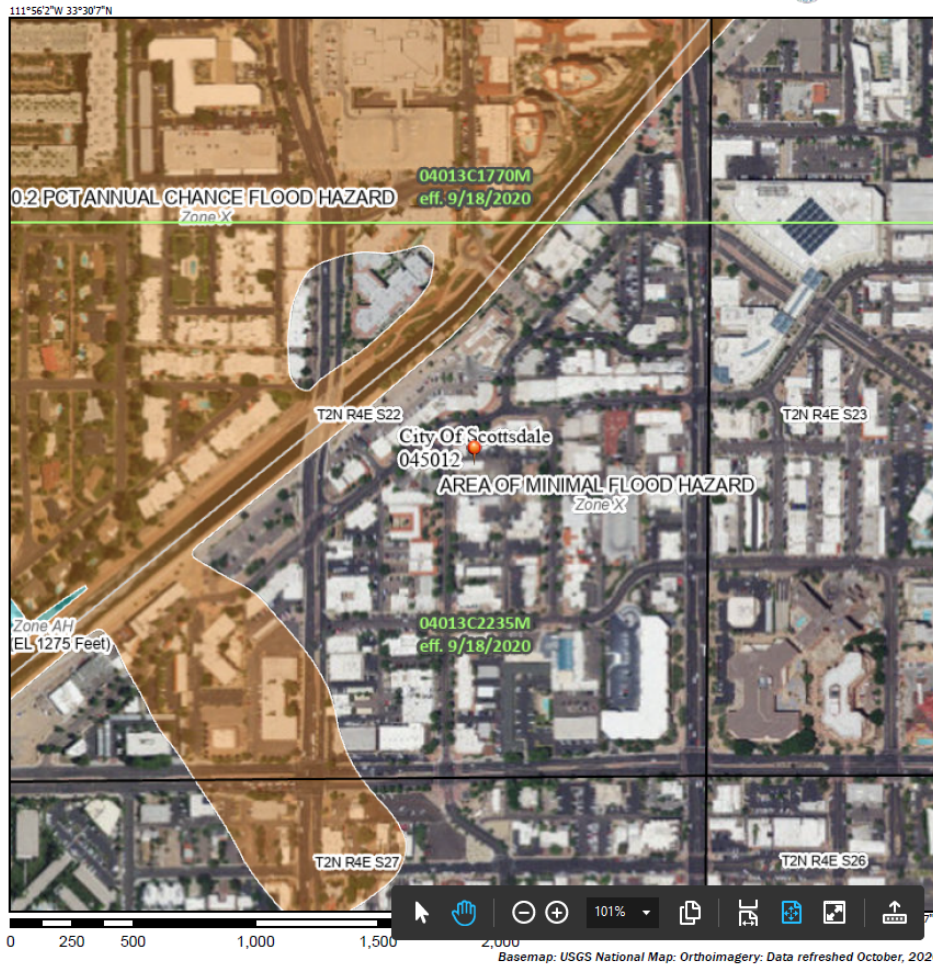 111°56'2"W 33°30'7"N
04013C1770M
eff. 9/18/2020
0.2 PCT ANNUAL CHANCE FLOOD HAZARD
Zone X
T2N R4E S22
T2N R4E S23
City Of Scottsdale
045012
AREA OF MINIMAL FLOOD HAZARD
Zone X
Zone AH
(EL 1275 Feet)
04013C2235M
eff. 9/18/2020
T2N R4E S27
T2N R4E S26
101%
0 250 500 1,000 1,500 2,000
Basemap: USGS National Map: Orthoimagery: Data refreshed October, 202